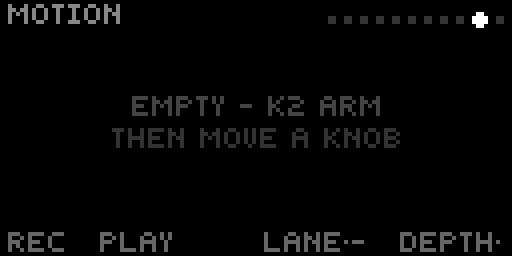 MOTION
EMPTY - K2 ARM
THEN MOVE A KNOB
REC PLAY LANE·- DEPTH·